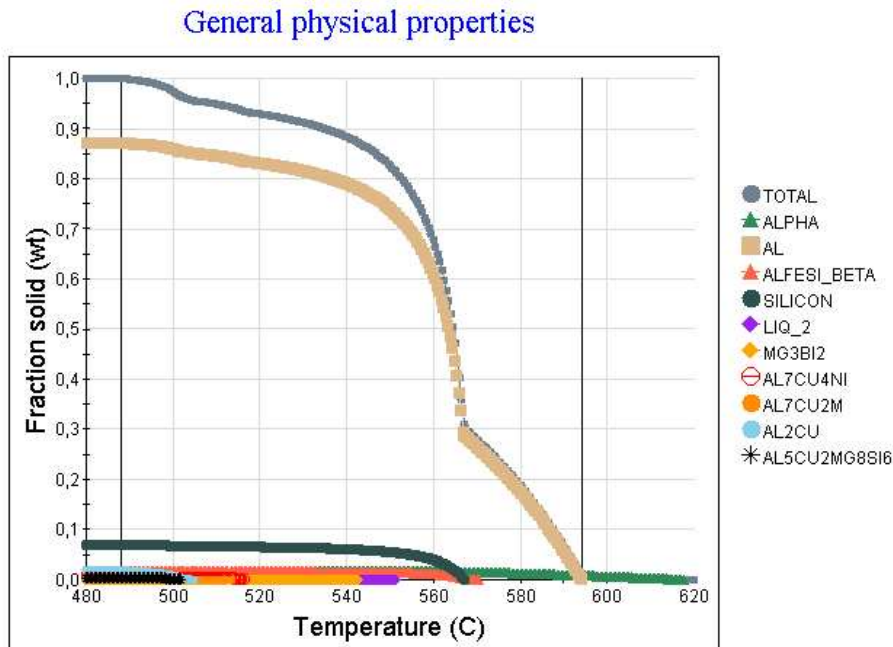 General physical properties
1,0
0,9
0,8
0,7
0,6
0,5
0,4
0,3
0,2
0,1
0,0
Fraction solid (wt)
480
500
520
540
560
580
600
620
Temperature (C)
TOTAL
ALPHA
AL
ALFESI_BETA
SILICON
LIQ_2
MG3BI2
AL7CU4NI
AL7CU2M
AL2CU
AL5CU2MG8SI6